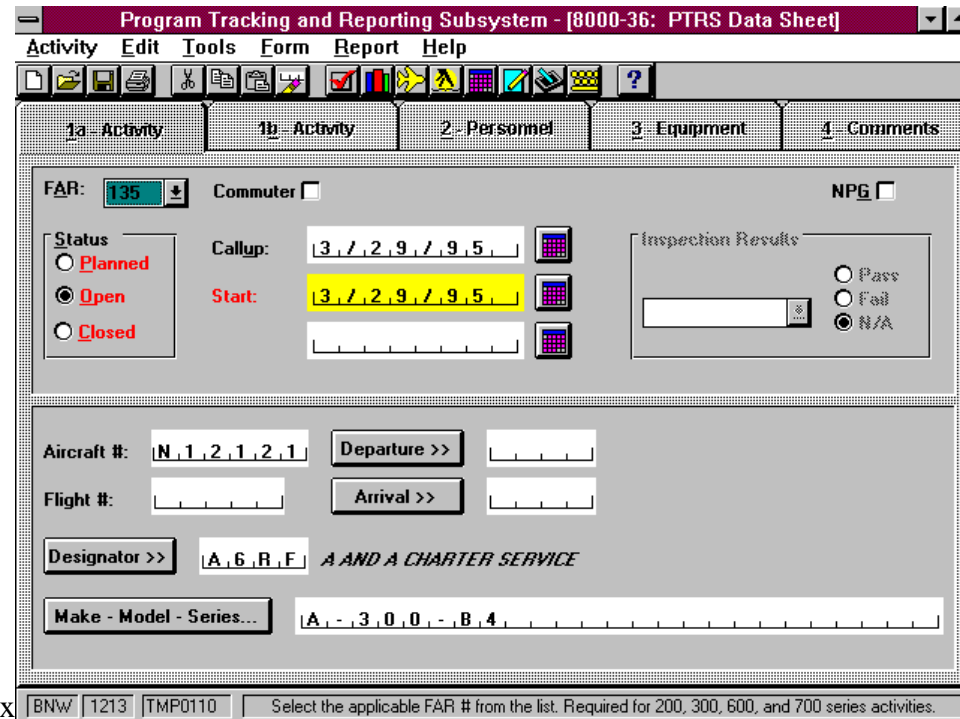 Program Tracking and Reporting Subsystem - [8000-36: PTRS Data Sheet]
Activity Edit Tools Form Report Help
?
1a - Activity 1b - Activity 2 - Personnel 3 - Equipment 4 - Comments
FAR: 135 Commuter NPG
Status Callup: 3/29/95 Inspection Results
Planned
Pass
Open Start: 3/29/95 Fail
Closed N/A
Aircraft #: N12121 Departure >>
Flight #: Arrival >>
Designator >> A6RF A AND A CHARTER SERVICE
Make - Model - Series... A-300-B4
x BNW 1213 TMP0110 Select the applicable FAR # from the list. Required for 200, 300, 600, and 700 series activities.